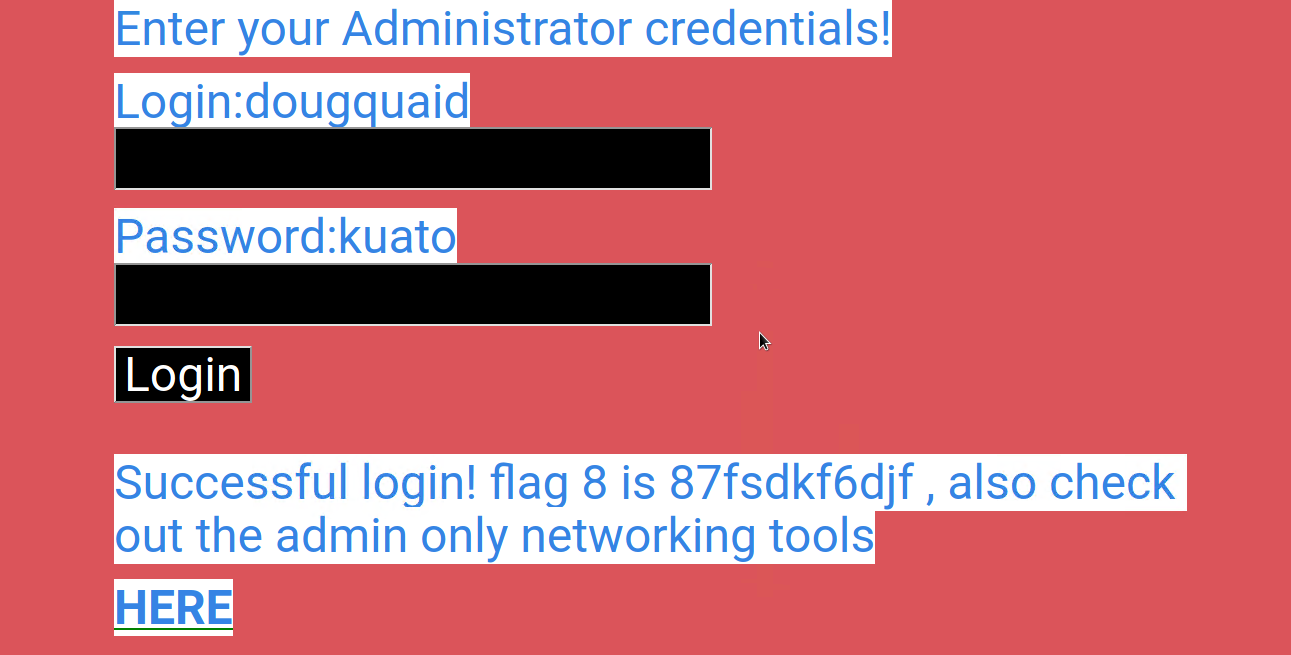 Enter your Administrator credentials!
Login:dougquaid
Password:kuato
Login
Successful login! flag 8 is 87fsdkf6djf , also check
out the admin only networking tools
HERE